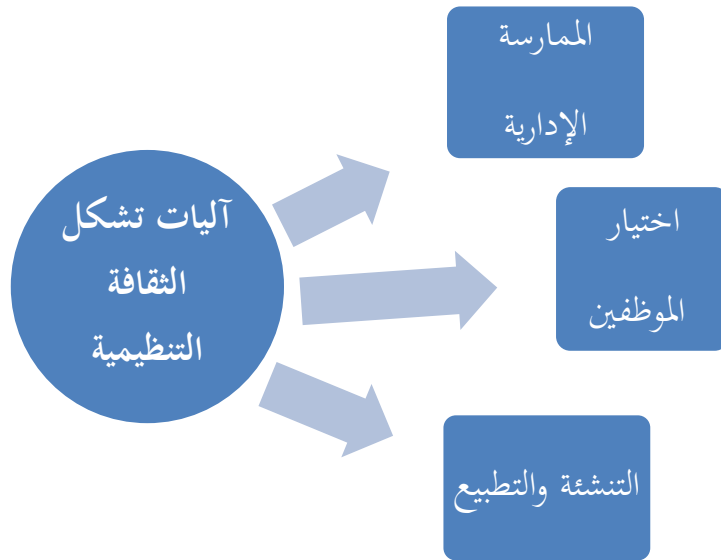 آليات تشكل
الثقافة
التنظيمية
الممارسة
الإدارية
اختيار
الموظفين
التنشئة والتطبيع